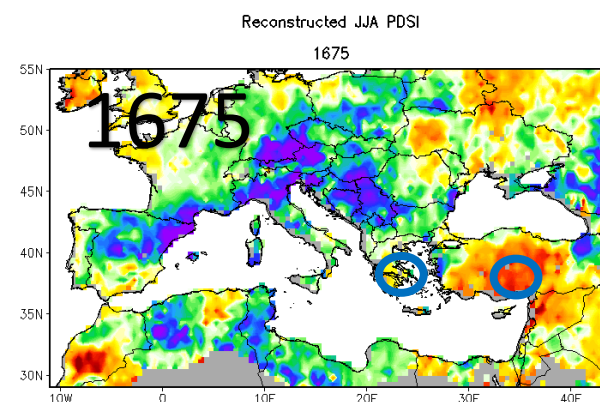 Reconstructed JJA PDSI
1675
1675
55N
50N
45N
40N
35N
30N
10W 0 10E 20E 30E 40E